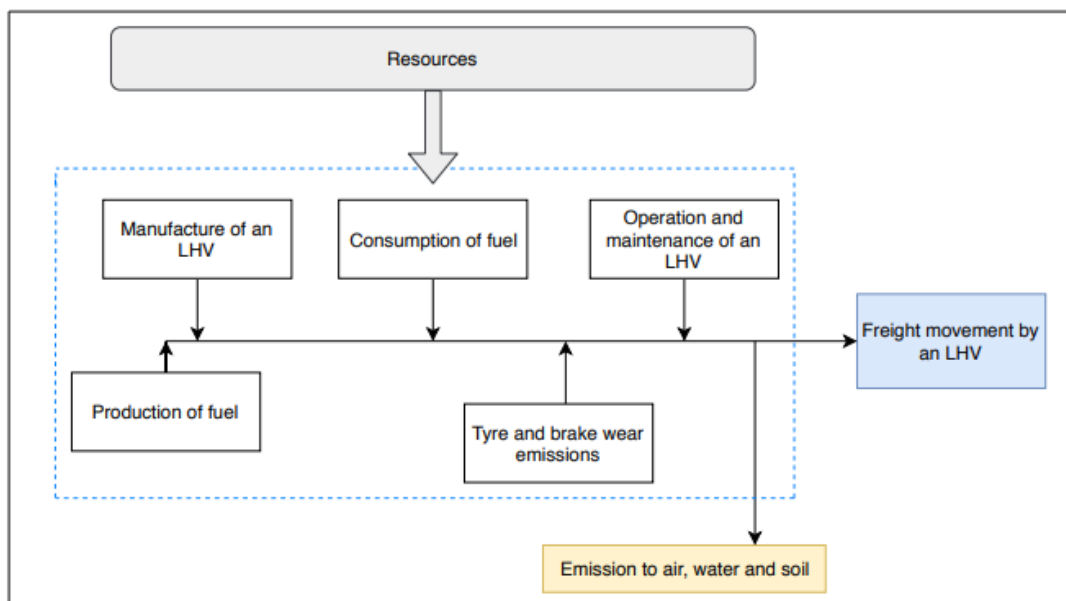 Resources
Manufacture of an
LHV
Consumption of fuel
Operation and
maintenance of an
LHV
Freight movement by
an LHV
Production of fuel
Tyre and brake wear
emissions
Emission to air, water and soil